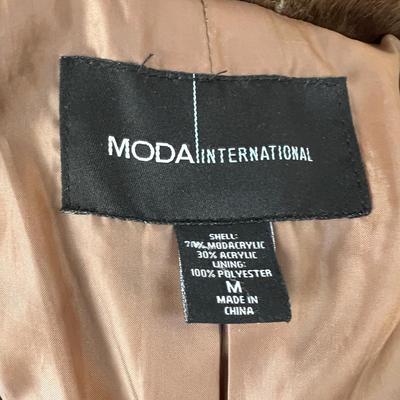 MODA INTERNATIONAL
SHELL:
70% MODACRYLIC
30% ACRYLIC
LINING:
100% POLYESTER
M
MADE IN
CHINA